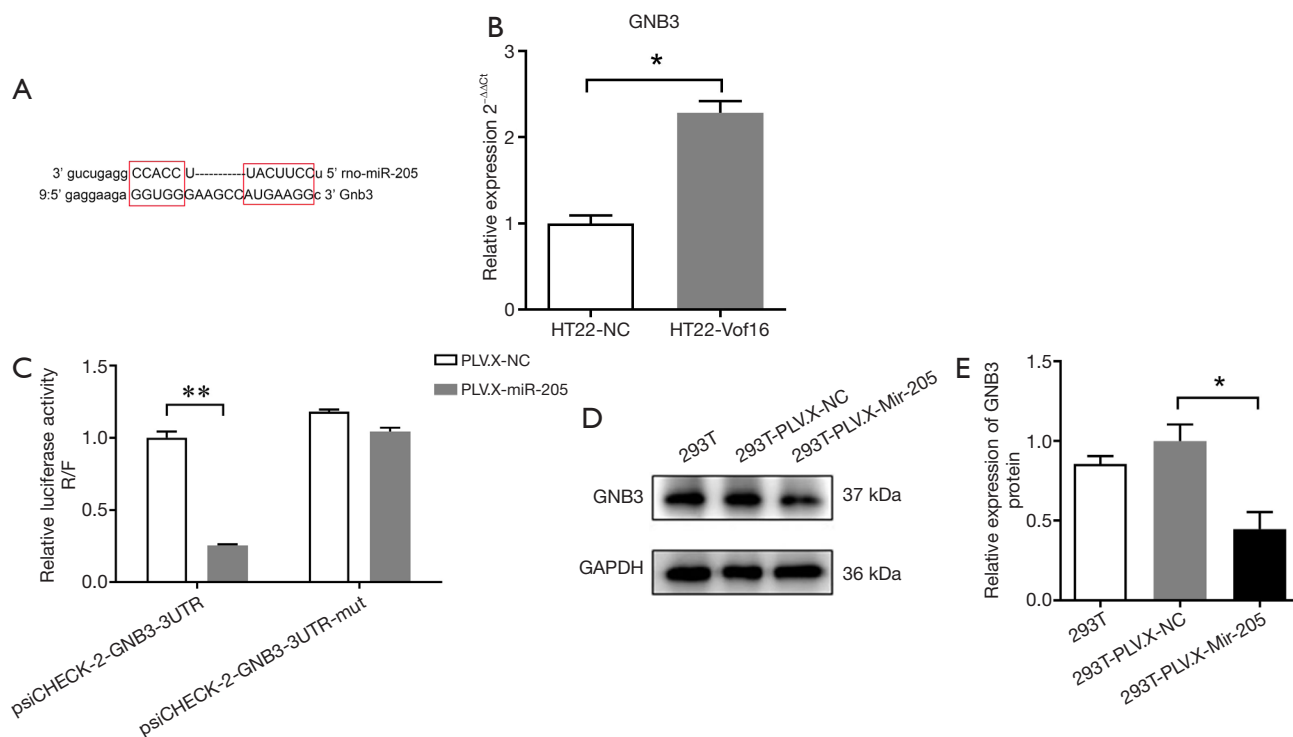 A
3' gucugagg CCACC U-----------UACUUCCu 5' rno-miR-205
9:5' gaggaaga GGUGGGAAGCCAUGAAGGc 3' Gnb3
B
GNB3
Relative expression 2^-ΔΔCt
3
2
1
0
*
HT22-NC
HT22-Vof16
C
Relative luciferase activity
R/F
1.5
1.0
0.5
0.0
**
PLV.X-NC
PLV.X-miR-205
psiCHECK-2-GNB3-3UTR
psiCHECK-2-GNB3-3UTR-mut
D
293T
293T-PLV.X-NC
293T-PLV.X-Mir-205
GNB3
37 kDa
GAPDH
36 kDa
E
Relative expression of GNB3
protein
1.5
1.0
0.5
0.0
*
293T
293T-PLV.X-NC
293T-PLV.X-Mir-205